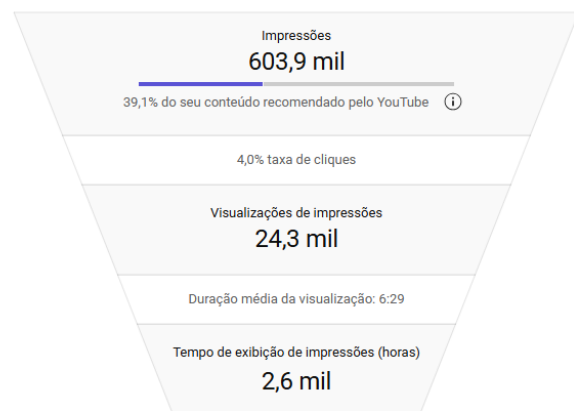 Impressões
603,9 mil
39,1% do seu conteúdo recomendado pelo YouTube
4,0% taxa de cliques
Visualizações de impressões
24,3 mil
Duração média da visualização: 6:29
Tempo de exibição de impressões (horas)
2,6 mil